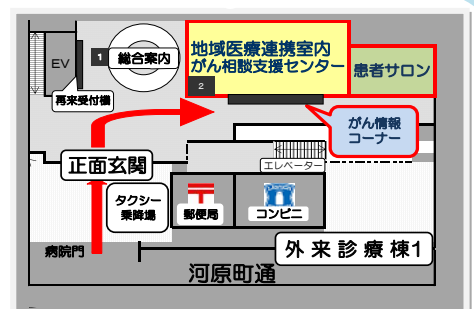 EV
1
総合案内
再来受付機
地域医療連携室内
がん相談支援センター
2
患者サロン
がん情報
コーナー
正面玄関
エレベーター
タクシー
乗降場
郵便局
コンビニ
病院門
外来診療棟1
河原町通